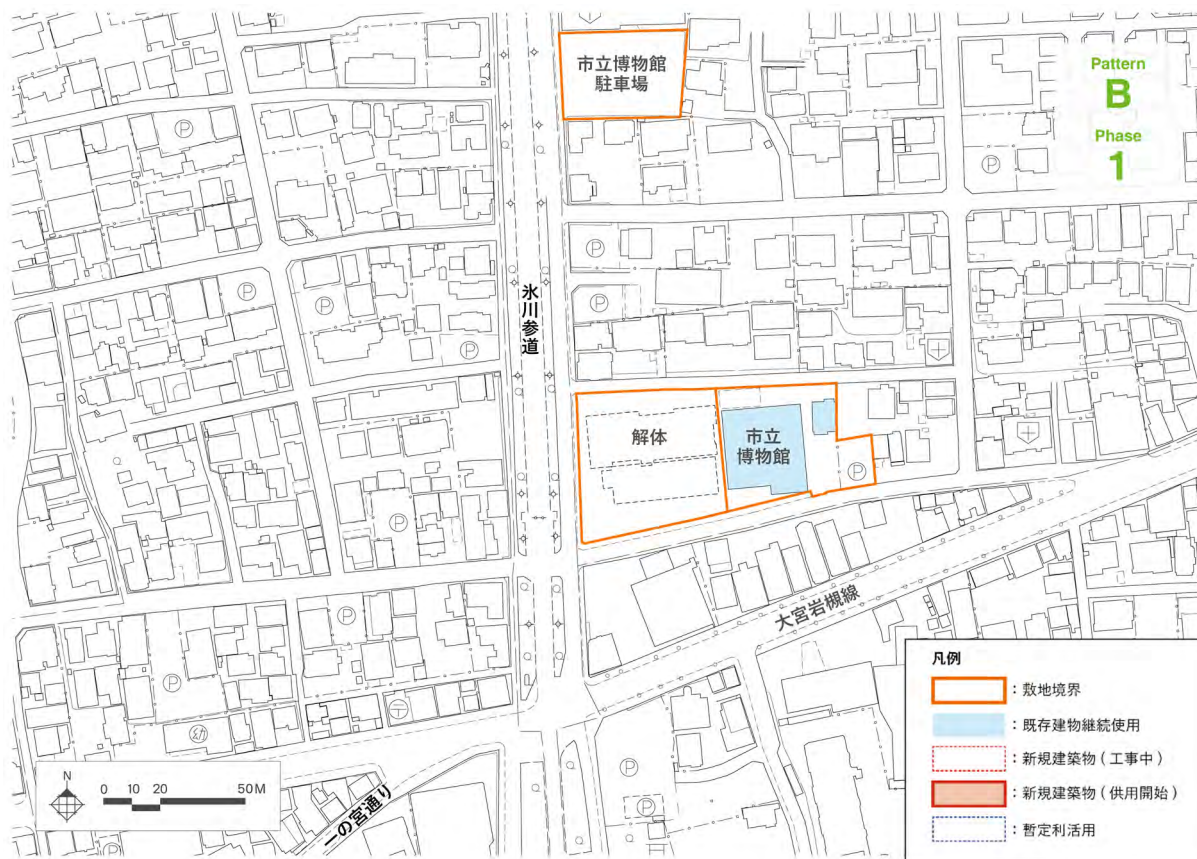 市立博物館
駐車場
Pattern
B
Phase
1
Ⓟ
Ⓟ
Ⓟ
Ⓟ
Ⓟ
Ⓟ
Ⓟ
氷川参道
解体
市立
博物館
Ⓟ
Ⓟ
大宮岩槻線
Ⓟ
Ⓟ
〒
幼
Ⓟ
Ⓟ
Ⓟ
一の宮通り
N
0 10 20 50M
凡例
：敷地境界
：既存建物継続使用
：新規建築物（工事中）
：新規建築物（供用開始）
：暫定利活用